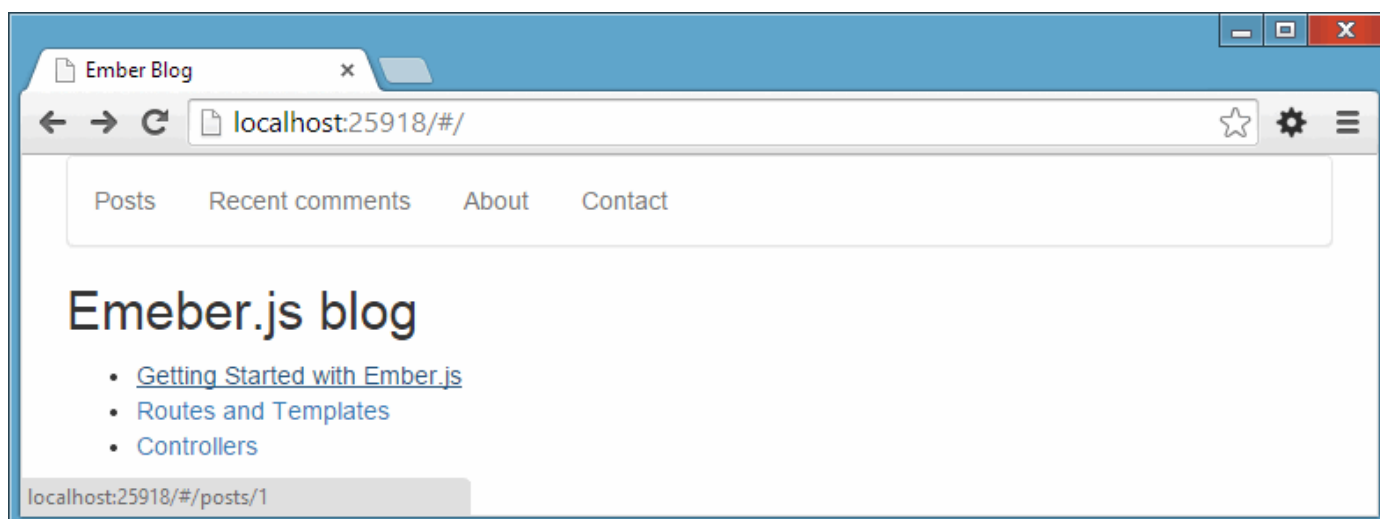 Ember Blog
localhost:25918/#/
Posts Recent comments About Contact
Emeber.js blog
Getting Started with Ember.js
Routes and Templates
Controllers
localhost:25918/#/posts/1